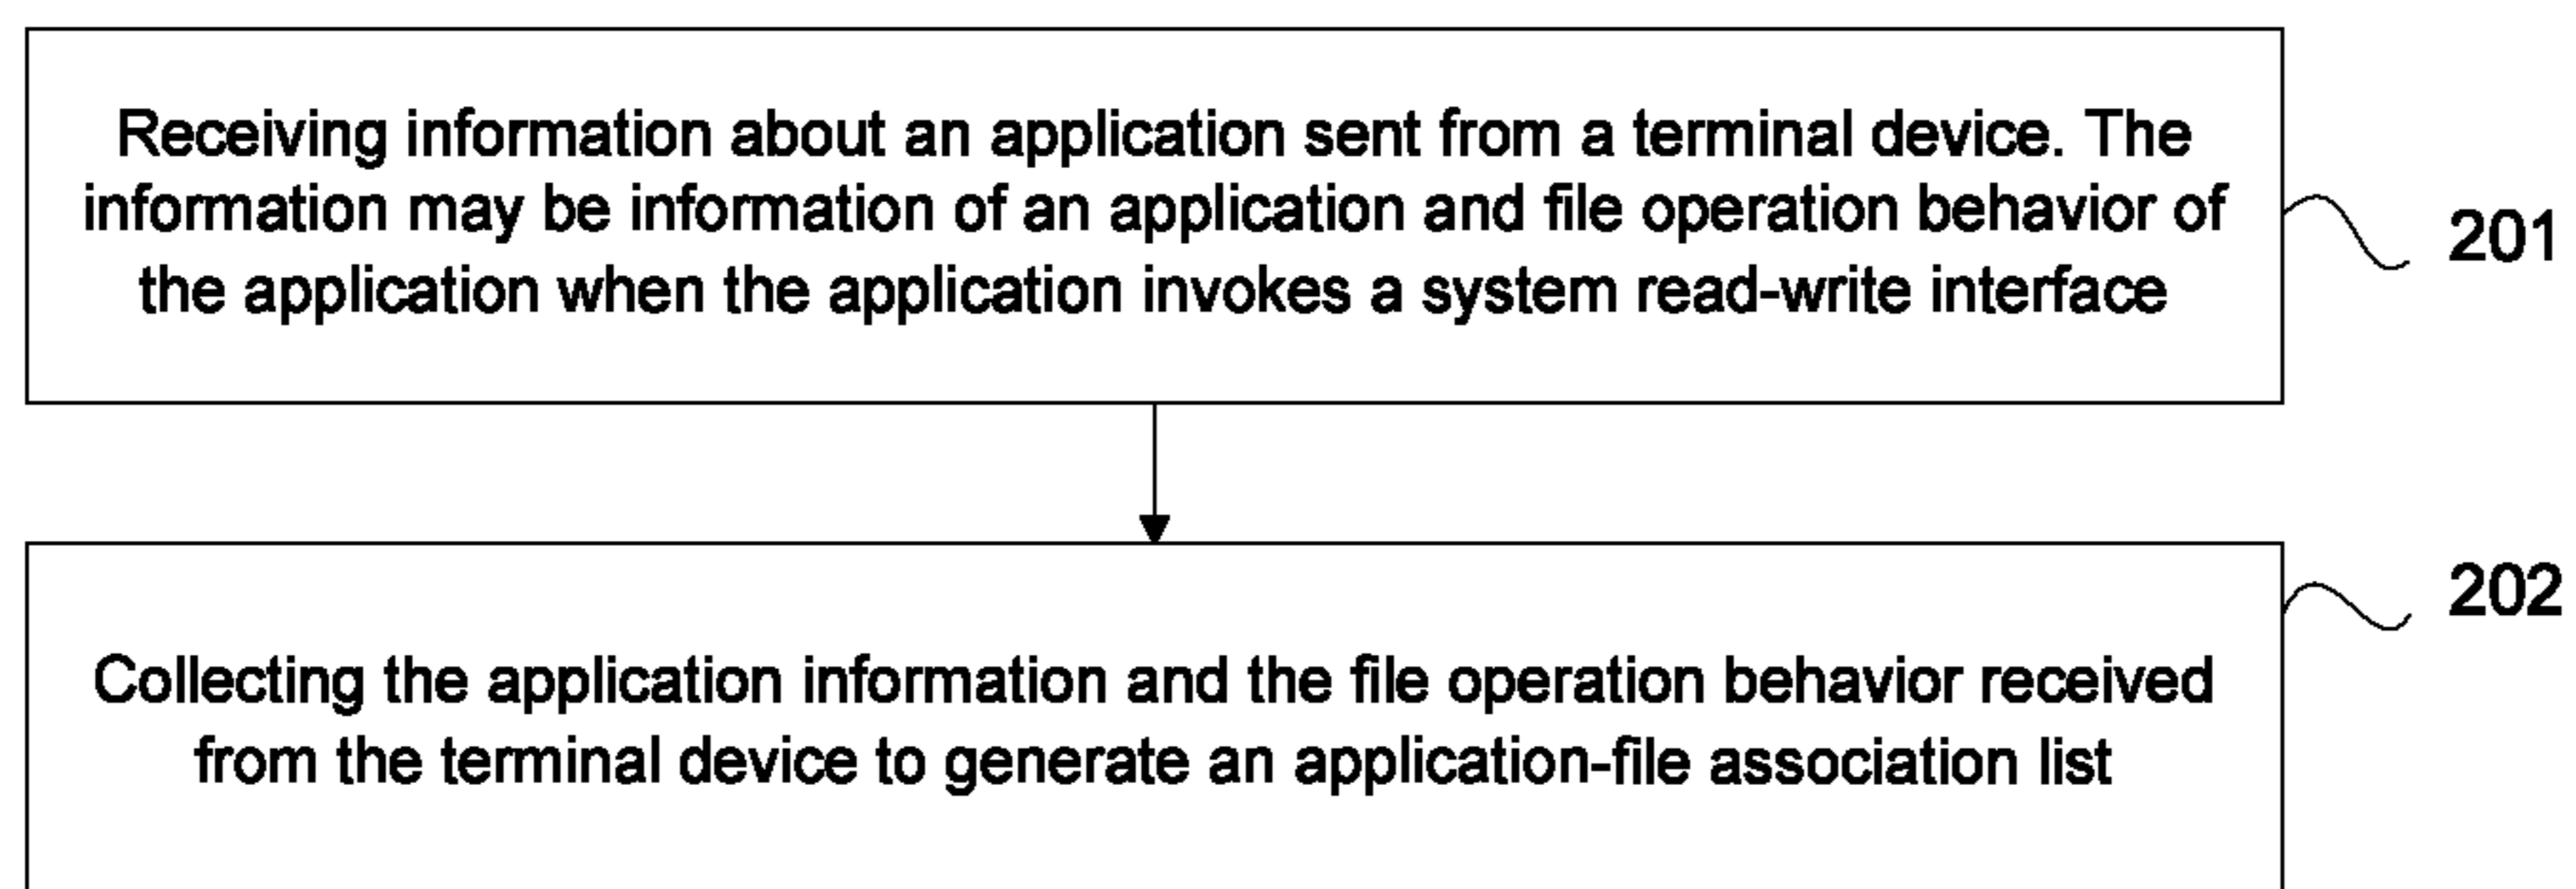 Receiving information about an application sent from a terminal device. The
information may be information of an application and file operation behavior of
the application when the application invokes a system read-write interface
201
202
Collecting the application information and the file operation behavior received
from the terminal device to generate an application-file association list